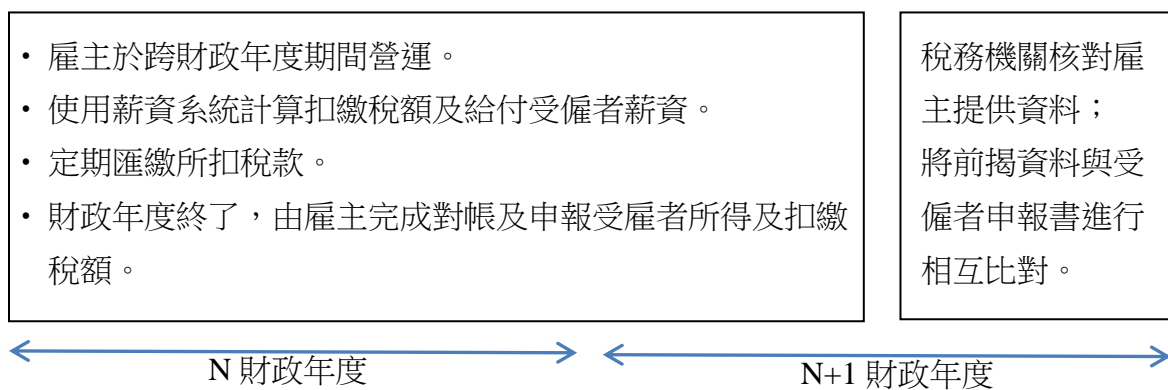 • 雇主於跨財政年度期間營運。
• 使用薪資系統計算扣繳稅額及給付受僱者薪資。
• 定期匯繳所扣稅款。
• 財政年度終了，由雇主完成對帳及申報受雇者所得及扣繳
稅額。
稅務機關核對雇
主提供資料；
將前揭資料與受
僱者申報書進行
相互比對。
N 財政年度
N+1 財政年度